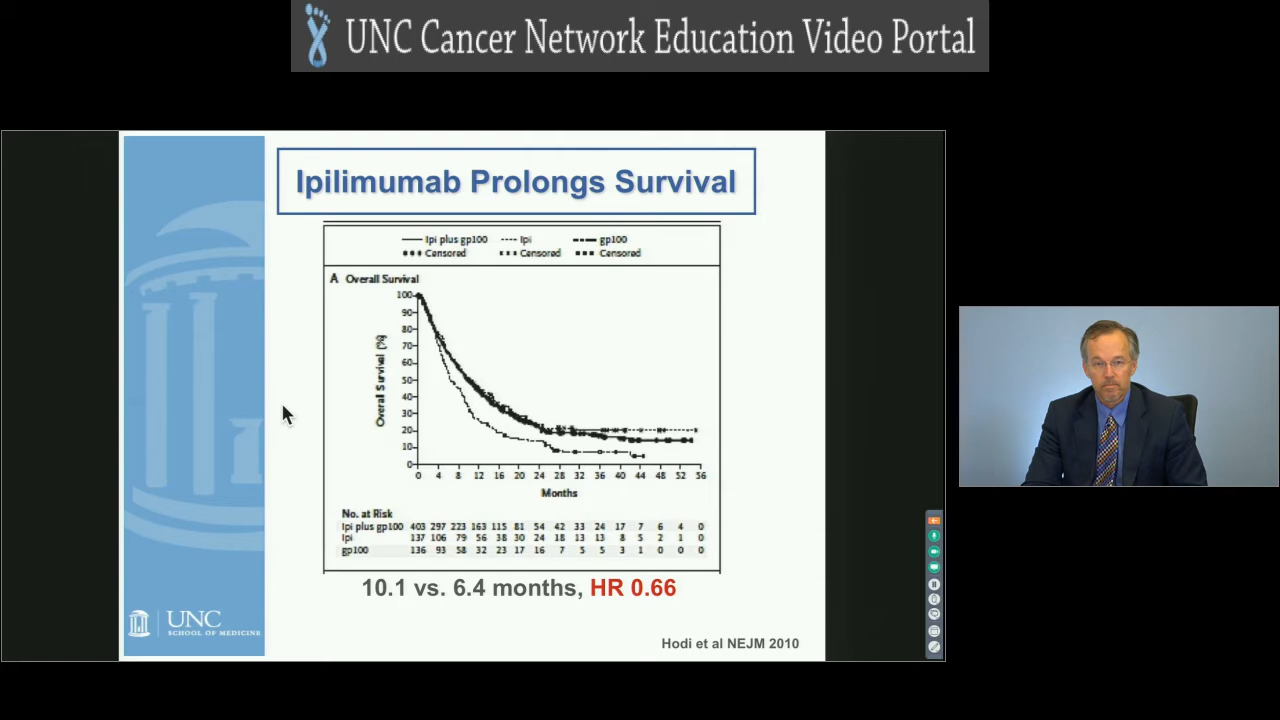 UNC Cancer Network Education Video Portal
Ipilimumab Prolongs Survival
Ipi plus gp100 Ipi gp100
Censored Censored Censored
A Overall Survival
100
90
80
70
60
50
40
30
20
10
0
Overall Survival (%)
0 4 8 12 16 20 24 28 32 36 40 44 48 52 56
Months
No. at Risk
Ipi plus gp100 403 297 223 163 115 81 54 42 33 24 17 7 6 4 0
Ipi 137 106 79 56 38 30 24 18 13 13 8 5 2 1 0
gp100 136 93 58 32 23 17 16 7 5 5 3 1 0 0 0
10.1 vs. 6.4 months, HR 0.66
Hodi et al NEJM 2010
UNC
SCHOOL OF MEDICINE